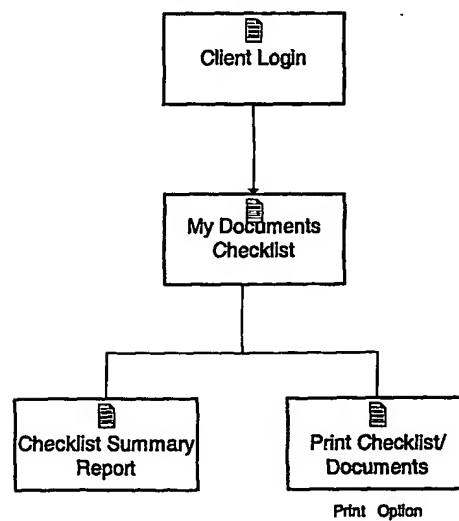 Client Login
My Documents
Checklist
Checklist Summary
Report
Print Checklist/
Documents
Print Option